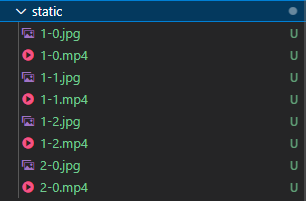 static
1-0.jpg U
1-0.mp4 U
1-1.jpg U
1-1.mp4 U
1-2.jpg U
1-2.mp4 U
2-0.jpg U
2-0.mp4 U